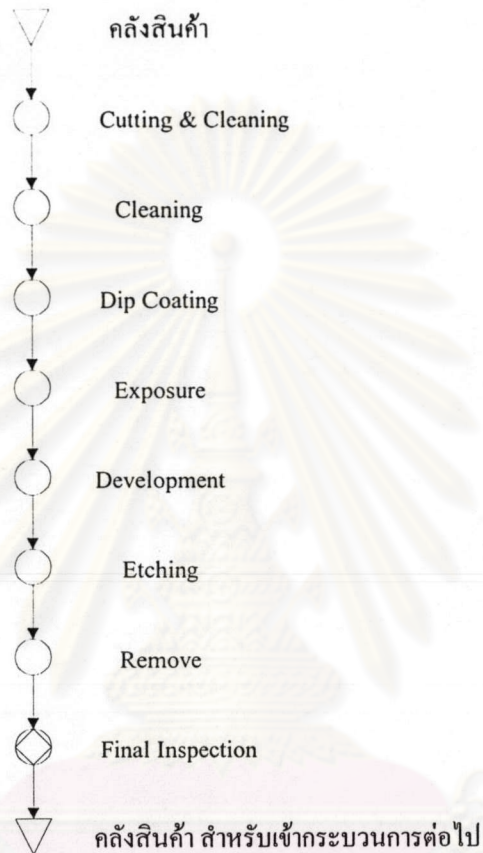 คลังสินค้า
Cutting & Cleaning
Cleaning
Dip Coating
Exposure
Development
Etching
Remove
Final Inspection
คลังสินค้า สำหรับเข้ากระบวนการต่อไป